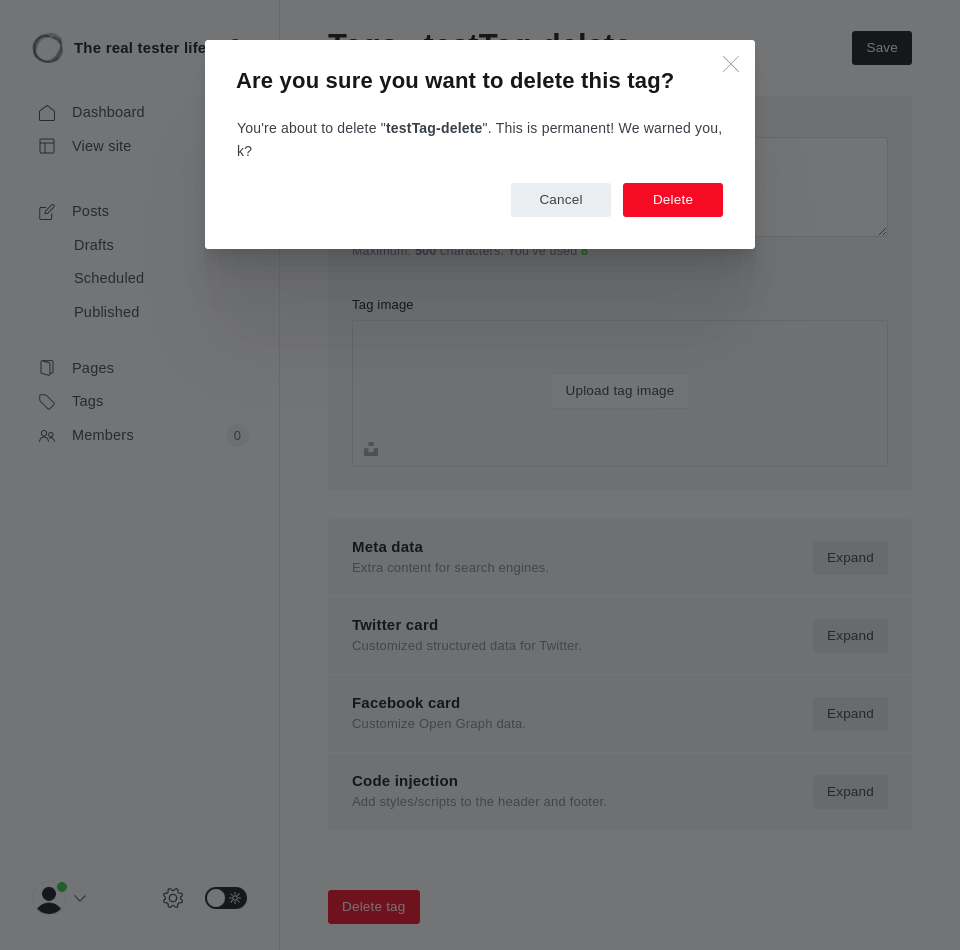 The real tester life
Tags testTag-delete
Save
Are you sure you want to delete this tag?
You're about to delete "testTag-delete". This is permanent! We warned you,
k?
Cancel
Delete
Dashboard
View site
Posts
Drafts
Scheduled
Published
Pages
Tags
Members
0
Maximum: 500 characters. You've used 8
Tag image
Upload tag image
Meta data
Extra content for search engines.
Expand
Twitter card
Customized structured data for Twitter.
Expand
Facebook card
Customize Open Graph data.
Expand
Code injection
Add styles/scripts to the header and footer.
Expand
Delete tag